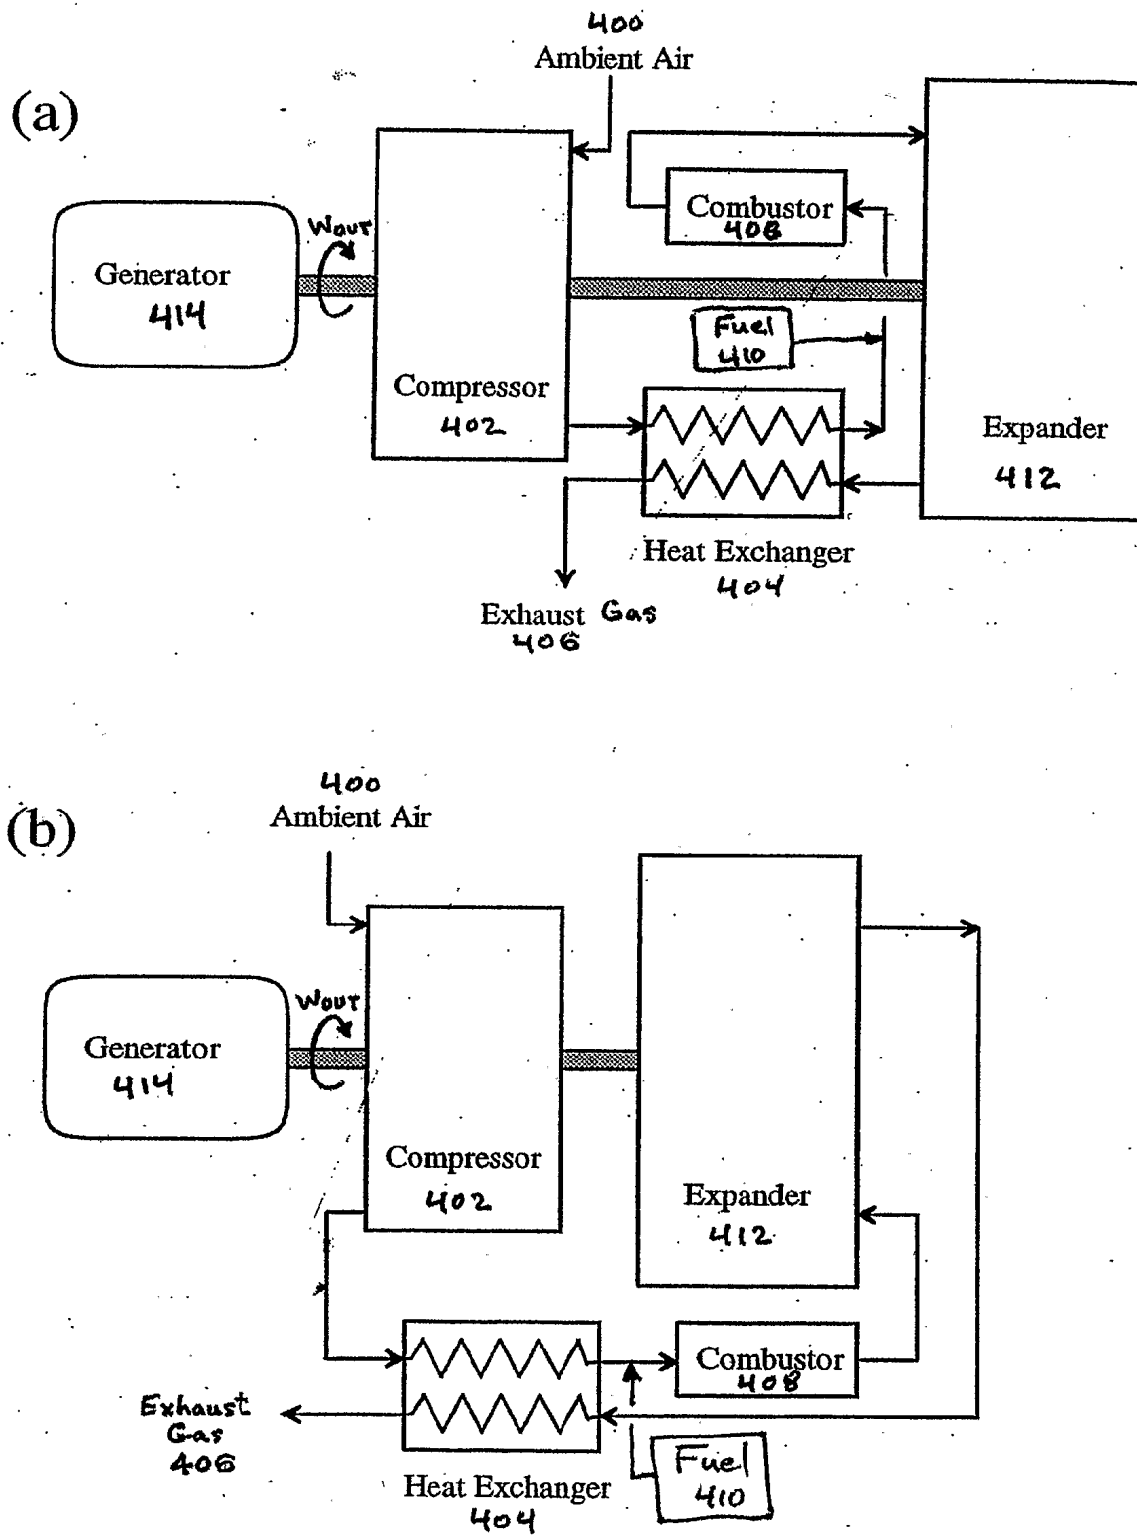 400
Ambient Air
(a)
Combustor
408
Wout
Generator
414
Fuel
410
Compressor
402
Expander
412
Heat Exchanger
404
Exhaust Gas
406
400
Ambient Air
(b)
Wout
Generator
414
Compressor
402
Expander
412
Combustor
408
Exhaust
Gas
406
Fuel
410
Heat Exchanger
404